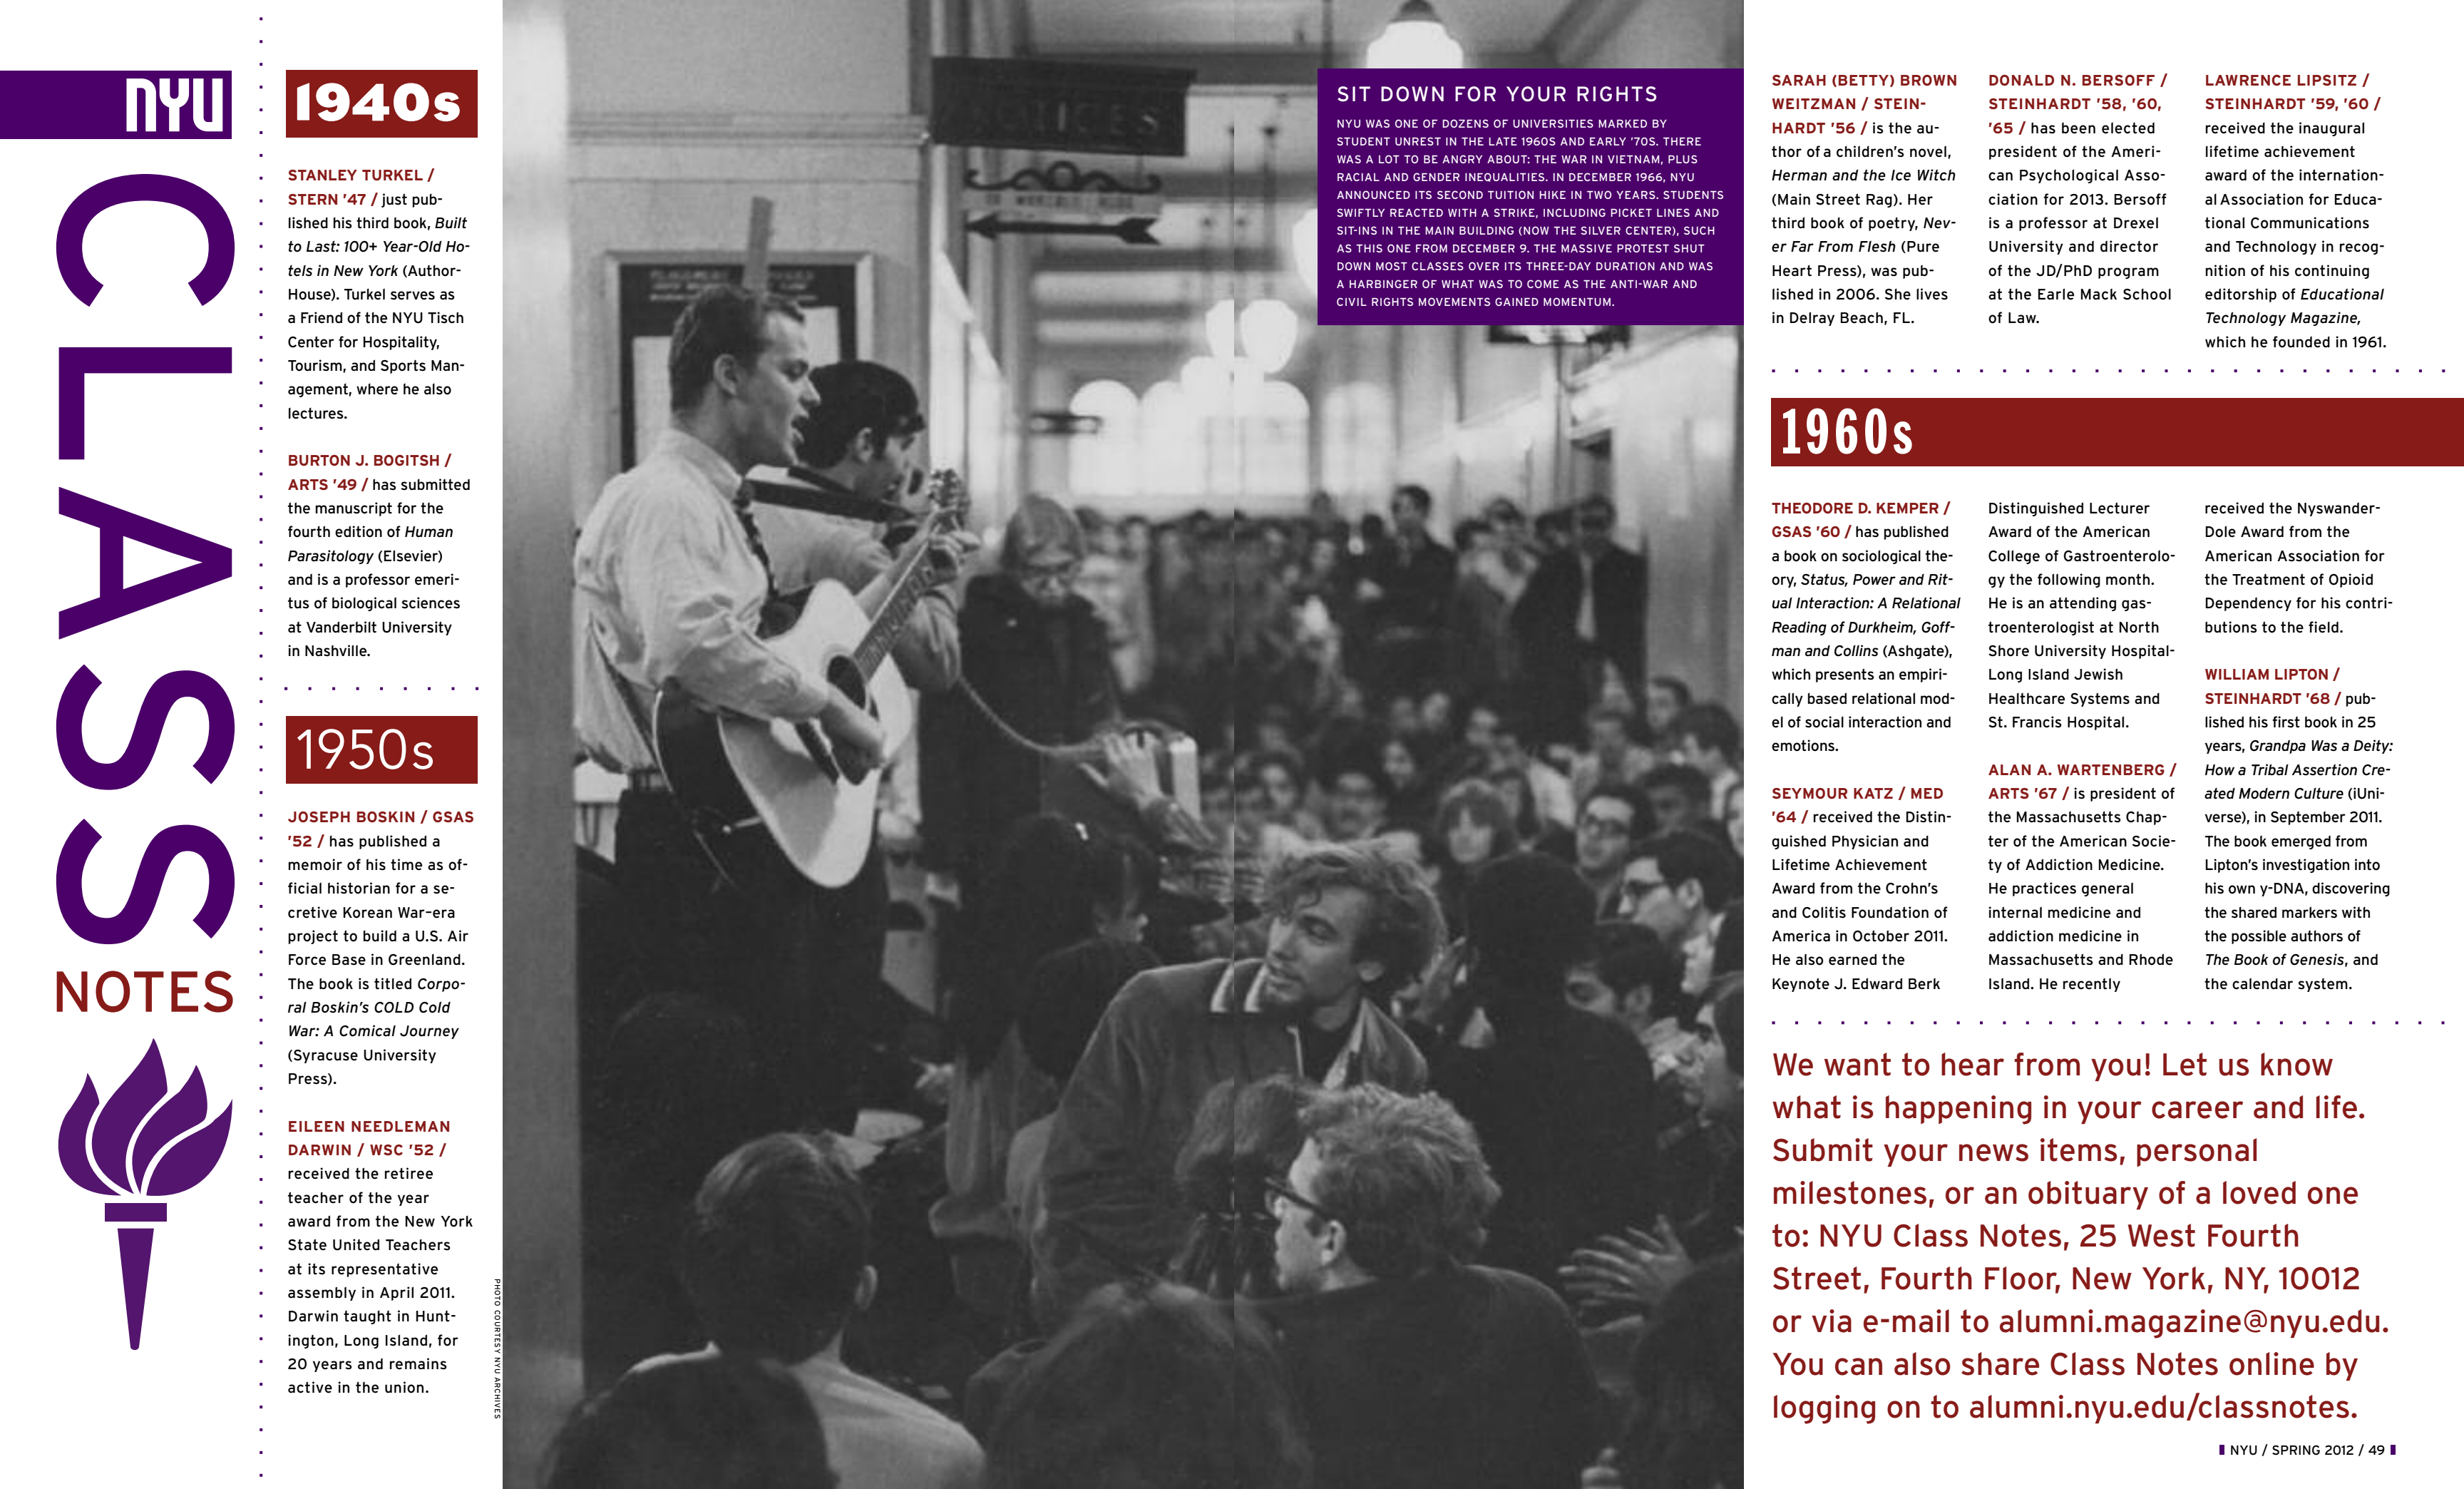 NYU
CLASS
NOTES
1940s
STANLEY TURKEL /
STERN ’47 / just pub-
lished his third book, Built
to Last: 100+ Year-Old Ho-
tels in New York (Author-
House). Turkel serves as
a Friend of the NYU Tisch
Center for Hospitality,
Tourism, and Sports Man-
agement, where he also
lectures.
BURTON J. BOGITSH /
ARTS ’49 / has submitted
the manuscript for the
fourth edition of Human
Parasitology (Elsevier)
and is a professor emeri-
tus of biological sciences
at Vanderbilt University
in Nashville.
1950s
JOSEPH BOSKIN / GSAS
’52 / has published a
memoir of his time as of-
ficial historian for a se-
cretive Korean War–era
project to build a U.S. Air
Force Base in Greenland.
The book is titled Corpo-
ral Boskin’s COLD Cold
War: A Comical Journey
(Syracuse University
Press).
EILEEN NEEDLEMAN
DARWIN / WSC ’52 /
received the retiree
teacher of the year
award from the New York
State United Teachers
at its representative
assembly in April 2011.
Darwin taught in Hunt-
ington, Long Island, for
20 years and remains
active in the union.
PHOTO COURTESY NYU ARCHIVES
SIT DOWN FOR YOUR RIGHTS
NYU WAS ONE OF DOZENS OF UNIVERSITIES MARKED BY
STUDENT UNREST IN THE LATE 1960S AND EARLY ’70S. THERE
WAS A LOT TO BE ANGRY ABOUT: THE WAR IN VIETNAM, PLUS
RACIAL AND GENDER INEQUALITIES. IN DECEMBER 1966, NYU
ANNOUNCED ITS SECOND TUITION HIKE IN TWO YEARS. STUDENTS
SWIFTLY REACTED WITH A STRIKE, INCLUDING PICKET LINES AND
SIT-INS IN THE MAIN BUILDING (NOW THE SILVER CENTER), SUCH
AS THIS ONE FROM DECEMBER 9. THE MASSIVE PROTEST SHUT
DOWN MOST CLASSES OVER ITS THREE-DAY DURATION AND WAS
A HARBINGER OF WHAT WAS TO COME AS THE ANTI-WAR AND
CIVIL RIGHTS MOVEMENTS GAINED MOMENTUM.
SARAH (BETTY) BROWN
WEITZMAN / STEIN-
HARDT ’56 / is the au-
thor of a children’s novel,
Herman and the Ice Witch
(Main Street Rag). Her
third book of poetry, Nev-
er Far From Flesh (Pure
Heart Press), was pub-
lished in 2006. She lives
in Delray Beach, FL.
DONALD N. BERSOFF /
STEINHARDT ’58, ’60,
’65 / has been elected
president of the Ameri-
can Psychological Asso-
ciation for 2013. Bersoff
is a professor at Drexel
University and director
of the JD/PhD program
at the Earle Mack School
of Law.
LAWRENCE LIPSITZ /
STEINHARDT ’59, ’60 /
received the inaugural
lifetime achievement
award of the internation-
al Association for Educa-
tional Communications
and Technology in recog-
nition of his continuing
editorship of Educational
Technology Magazine,
which he founded in 1961.
1960s
THEODORE D. KEMPER /
GSAS ’60 / has published
a book on sociological the-
ory, Status, Power and Rit-
ual Interaction: A Relational
Reading of Durkheim, Goff-
man and Collins (Ashgate),
which presents an empiri-
cally based relational mod-
el of social interaction and
emotions.
SEYMOUR KATZ / MED
’64 / received the Distin-
guished Physician and
Lifetime Achievement
Award from the Crohn’s
and Colitis Foundation of
America in October 2011.
He also earned the
Keynote J. Edward Berk
Distinguished Lecturer
Award of the American
College of Gastroenterolo-
gy the following month.
He is an attending gas-
troenterologist at North
Shore University Hospital-
Long Island Jewish
Healthcare Systems and
St. Francis Hospital.
ALAN A. WARTENBERG /
ARTS ’67 / is president of
the Massachusetts Chap-
ter of the American Socie-
ty of Addiction Medicine.
He practices general
internal medicine and
addiction medicine in
Massachusetts and Rhode
Island. He recently
received the Nyswander-
Dole Award from the
American Association for
the Treatment of Opioid
Dependency for his contri-
butions to the field.
WILLIAM LIPTON /
STEINHARDT ’68 / pub-
lished his first book in 25
years, Grandpa Was a Deity:
How a Tribal Assertion Cre-
ated Modern Culture (iUni-
verse), in September 2011.
The book emerged from
Lipton’s investigation into
his own y-DNA, discovering
the shared markers with
the possible authors of
The Book of Genesis, and
the calendar system.
We want to hear from you! Let us know
what is happening in your career and life.
Submit your news items, personal
milestones, or an obituary of a loved one
to: NYU Class Notes, 25 West Fourth
Street, Fourth Floor, New York, NY, 10012
or via e-mail to alumni.magazine@nyu.edu.
You can also share Class Notes online by
logging on to alumni.nyu.edu/classnotes.
NYU / SPRING 2012 / 49